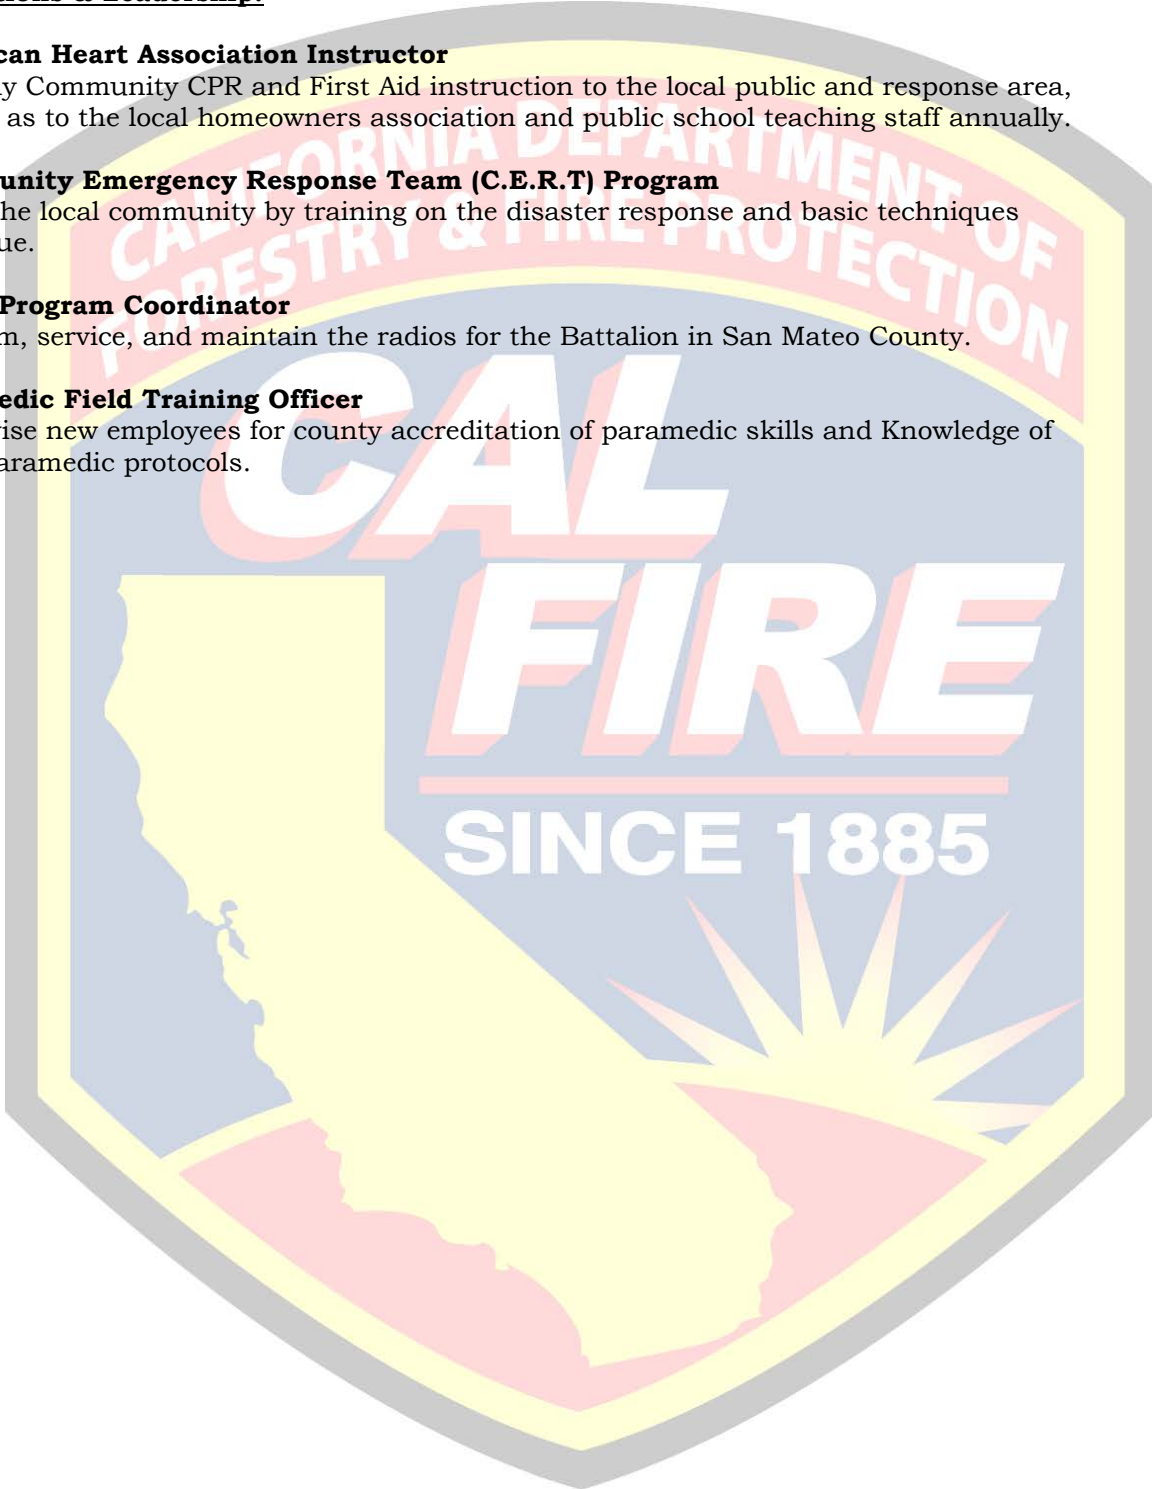 ions & Leadership:
can Heart Association Instructor
ly Community CPR and First Aid instruction to the local public and response area,
as to the local homeowners association and public school teaching staff annually.
unity Emergency Response Team (C.E.R.T) Program
he local community by training on the disaster response and basic techniques
ue.
Program Coordinator
m, service, and maintain the radios for the Battalion in San Mateo County.
edic Field Training Officer
ise new employees for county accreditation of paramedic skills and Knowledge of
aramedic protocols.
CALIFORNIA DEPARTMENT OF
FORESTRY & FIRE PROTECTION
CAL
FIRE
SINCE 1885